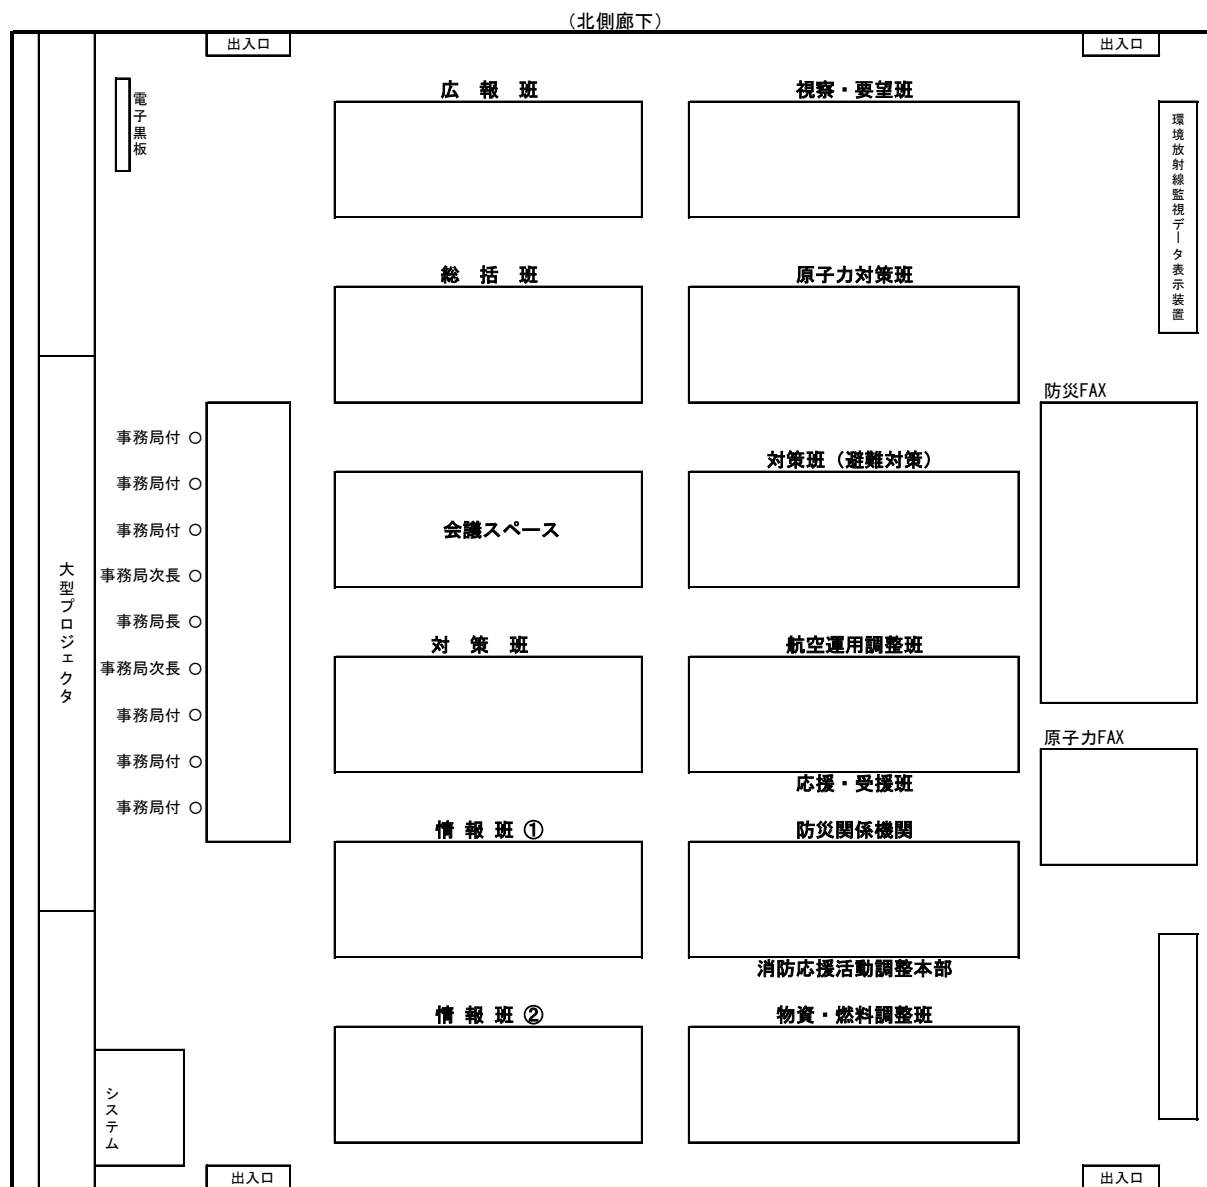 （北側廊下）
出入口
出入口
電子黒板
広　報　班
視察・要望班
環境放射線監視データ表示装置
総　括　班
原子力対策班
防災FAX
事務局付 ○
事務局付 ○
事務局付 ○
事務局次長 ○
事務局長 ○
事務局次長 ○
事務局付 ○
事務局付 ○
事務局付 ○
大型プロジェクタ
会議スペース
対策班（避難対策）
対　策　班
航空運用調整班
応援・受援班
原子力FAX
情 報 班 ①
防災関係機関
消防応援活動調整本部
情 報 班 ②
物資・燃料調整班
システム
出入口
出入口